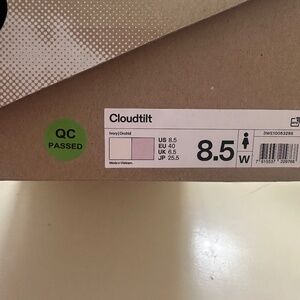 Cloudtilt
Ivory | Orchid
US 8.5
EU 40
UK 6.5
JP 25.5
Made in Vietnam.
8.5
W
QC
PASSED